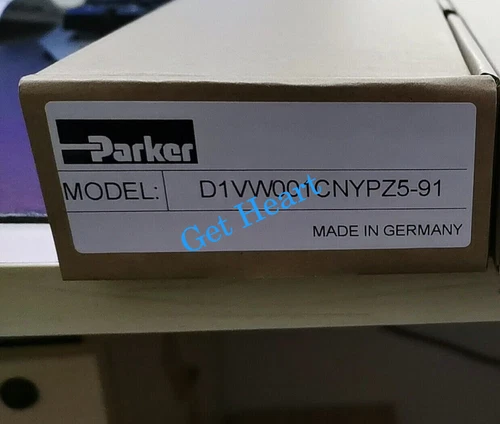 Parker
MODEL: D1VW001CNYPZ5-91
Get Heart
MADE IN GERMANY